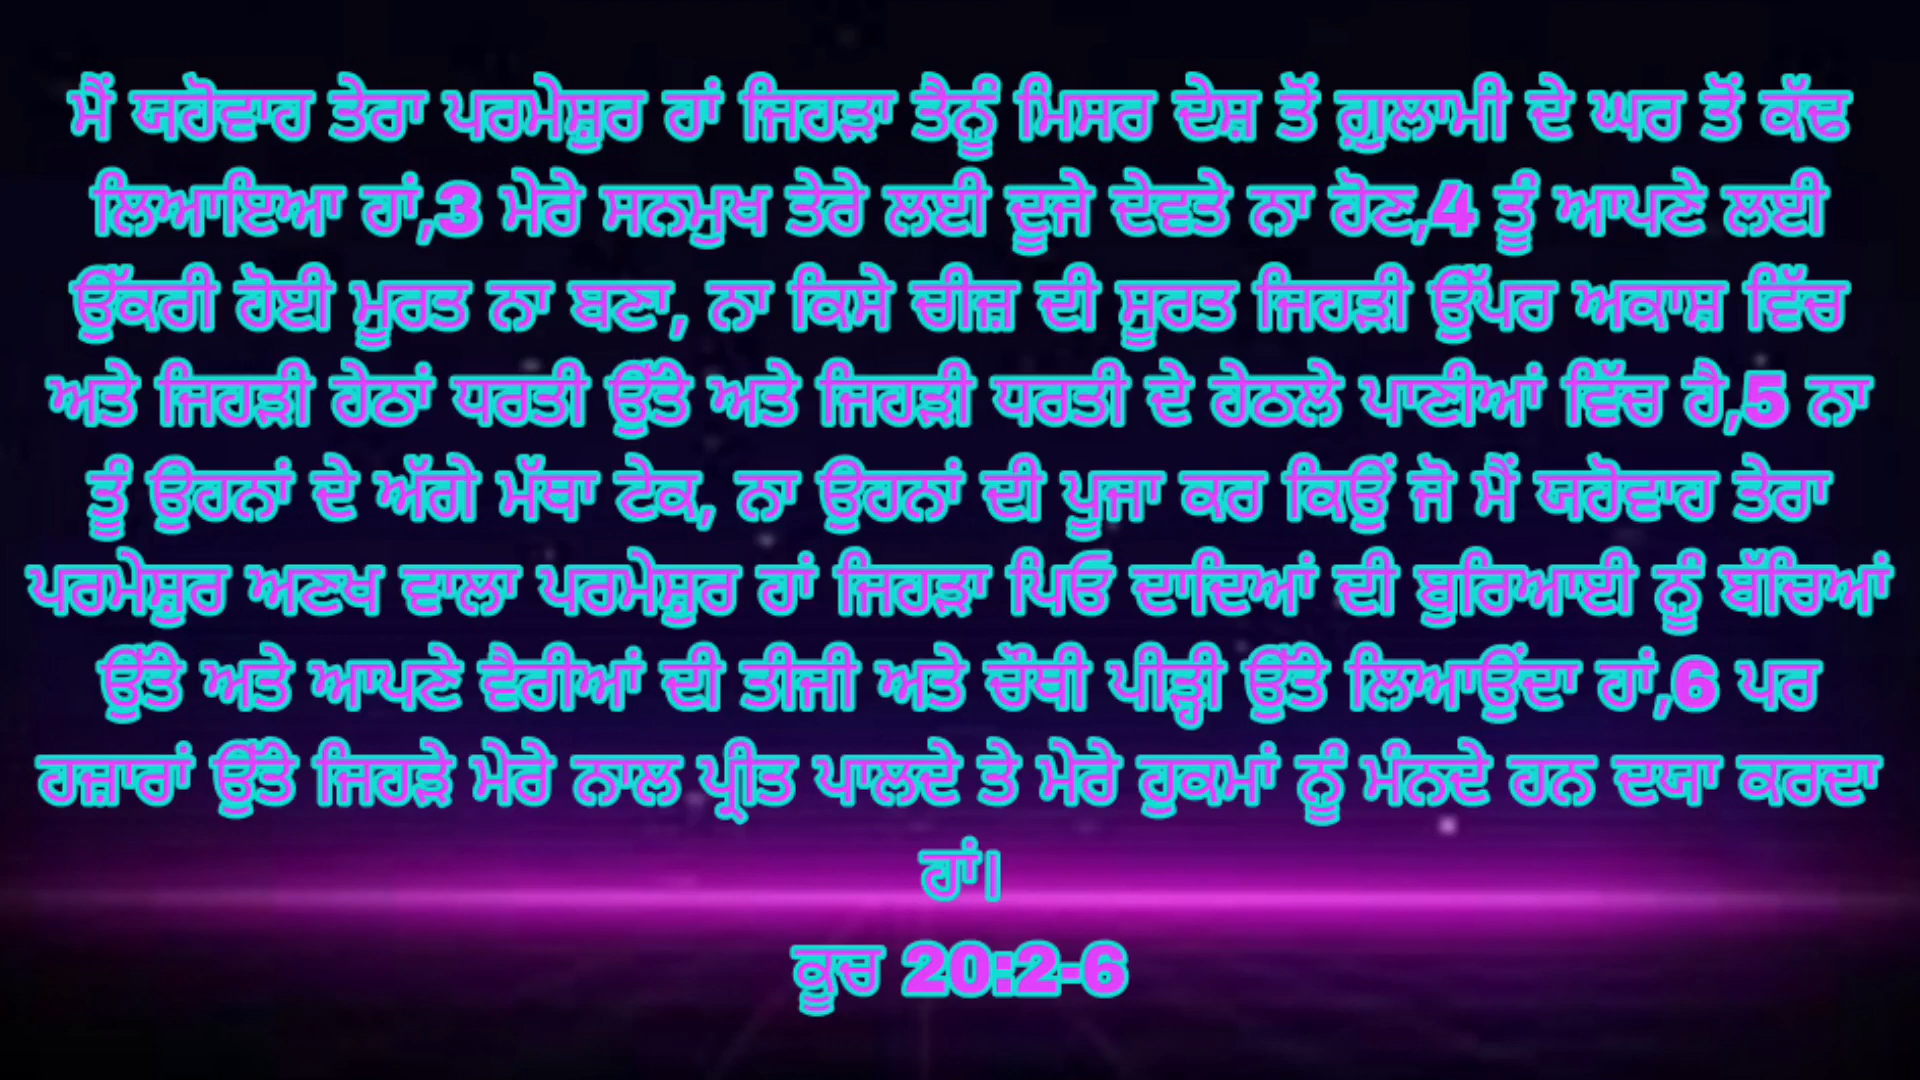 ਮੈਂ ਯਹੋਵਾਹ ਤੇਰਾ ਪਰਮੇਸ਼ੁਰ ਹਾਂ ਜਿਹੜਾ ਤੈਨੂੰ ਮਿਸਰ ਦੇਸ਼ ਤੋਂ ਗ਼ੁਲਾਮੀ ਦੇ ਘਰ ਤੋਂ ਕੱਢ
ਲਿਆਇਆ ਹਾਂ,3 ਮੇਰੇ ਸਨਮੁਖ ਤੇਰੇ ਲਈ ਦੂਜੇ ਦੇਵਤੇ ਨਾ ਹੋਣ,4 ਤੂੰ ਆਪਣੇ ਲਈ
ਉੱਕਰੀ ਹੋਈ ਮੂਰਤ ਨਾ ਬਣਾ, ਨਾ ਕਿਸੇ ਚੀਜ਼ ਦੀ ਸੂਰਤ ਜਿਹੜੀ ਉੱਪਰ ਅਕਾਸ਼ ਵਿੱਚ
ਅਤੇ ਜਿਹੜੀ ਹੇਠਾਂ ਧਰਤੀ ਉੱਤੇ ਅਤੇ ਜਿਹੜੀ ਧਰਤੀ ਦੇ ਹੇਠਲੇ ਪਾਣੀਆਂ ਵਿੱਚ ਹੈ,5 ਨਾ
ਤੂੰ ਉਹਨਾਂ ਦੇ ਅੱਗੇ ਮੱਥਾ ਟੇਕ, ਨਾ ਉਹਨਾਂ ਦੀ ਪੂਜਾ ਕਰ ਕਿਉਂ ਜੋ ਮੈਂ ਯਹੋਵਾਹ ਤੇਰਾ
ਪਰਮੇਸ਼ੁਰ ਅਣਖ ਵਾਲਾ ਪਰਮੇਸ਼ੁਰ ਹਾਂ ਜਿਹੜਾ ਪਿਓ ਦਾਦਿਆਂ ਦੀ ਬੁਰਿਆਈ ਨੂੰ ਬੱਚਿਆਂ
ਉੱਤੇ ਅਤੇ ਆਪਣੇ ਵੈਰੀਆਂ ਦੀ ਤੀਜੀ ਅਤੇ ਚੌਥੀ ਪੀੜ੍ਹੀ ਉੱਤੇ ਲਿਆਉਂਦਾ ਹਾਂ,6 ਪਰ
ਹਜ਼ਾਰਾਂ ਉੱਤੇ ਜਿਹੜੇ ਮੇਰੇ ਨਾਲ ਪ੍ਰੀਤ ਪਾਲਦੇ ਤੇ ਮੇਰੇ ਹੁਕਮਾਂ ਨੂੰ ਮੰਨਦੇ ਹਨ ਦਯਾ ਕਰਦਾ
ਹਾਂ।
ਕੂਚ 20:2-6